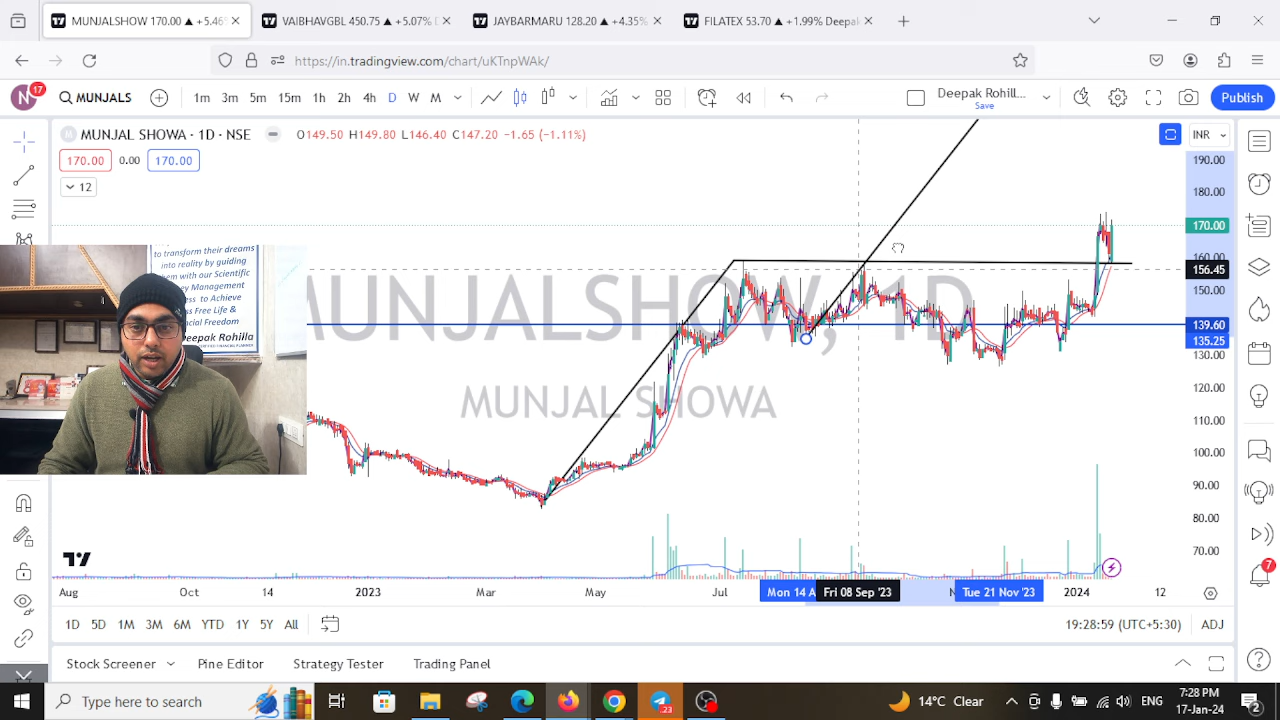 MUNJALSHOW 170.00 ▲ +5.46%
VAIBHAVGBL 450.75 ▲ +5.07% D
JAYBARMARU 128.20 ▲ +4.35%
FILATEX 53.70 ▲ +1.99% Deepak
https://in.tradingview.com/chart/uKTnpWAk/
N 17
MUNJALS
1m 3m 5m 15m 1h 2h 4h D W M
Deepak Rohill...
Save
Publish
M MUNJAL SHOWA · 1D · NSE
O149.50 H149.80 L146.40 C147.20 -1.65 (-1.11%)
INR
170.00 0.00 170.00
12
190.00
180.00
170.00
160.00
156.45
150.00
139.60
135.25
130.00
120.00
110.00
100.00
90.00
80.00
70.00
MUNJALSHOW, 1D
MUNJAL SHOWA
to transform their dreams
into reality by guiding
with our Scientific
Management
to Achieve
Free Life &
Freedom
Deepak Rohilla
Aug Oct 14 2023 Mar May Jul Mon 14 A Fri 08 Sep '23 Tue 21 Nov '23 2024 12
1D 5D 1M 3M 6M YTD 1Y 5Y All
19:28:59 (UTC+5:30) ADJ
7
Stock Screener Pine Editor Strategy Tester Trading Panel
Type here to search
23
14°C Clear
ENG
7:28 PM
17-Jan-24
2